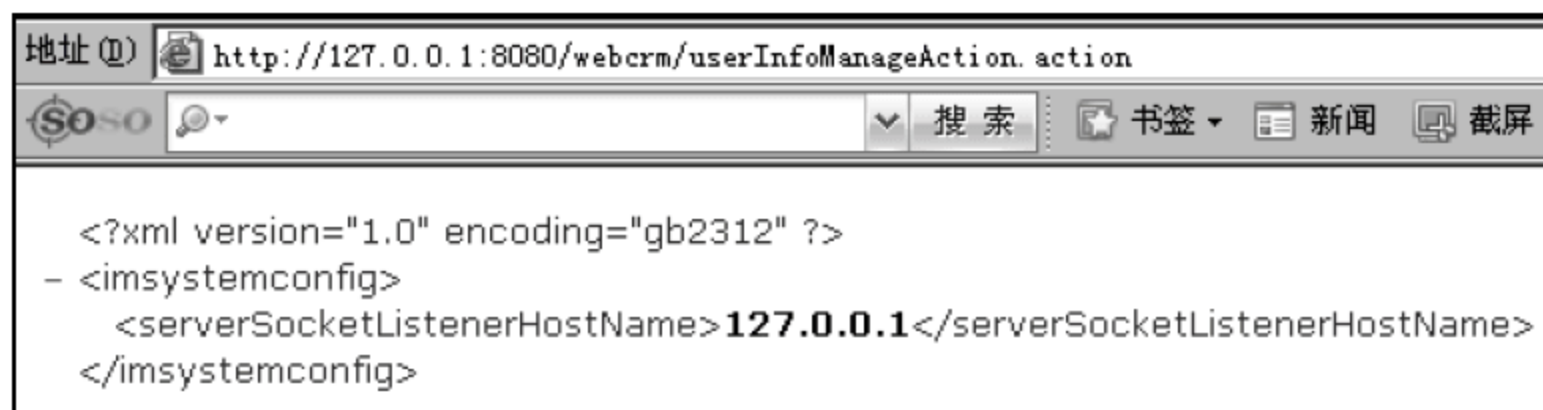 地址(D) http://127.0.0.1:8080/webcrm/userInfoManageAction.action
SOSO 搜索 书签 新闻 截屏
<?xml version="1.0" encoding="gb2312" ?>
- <imsystemconfig>
<serverSocketListenerHostName>127.0.0.1</serverSocketListenerHostName>
</imsystemconfig>